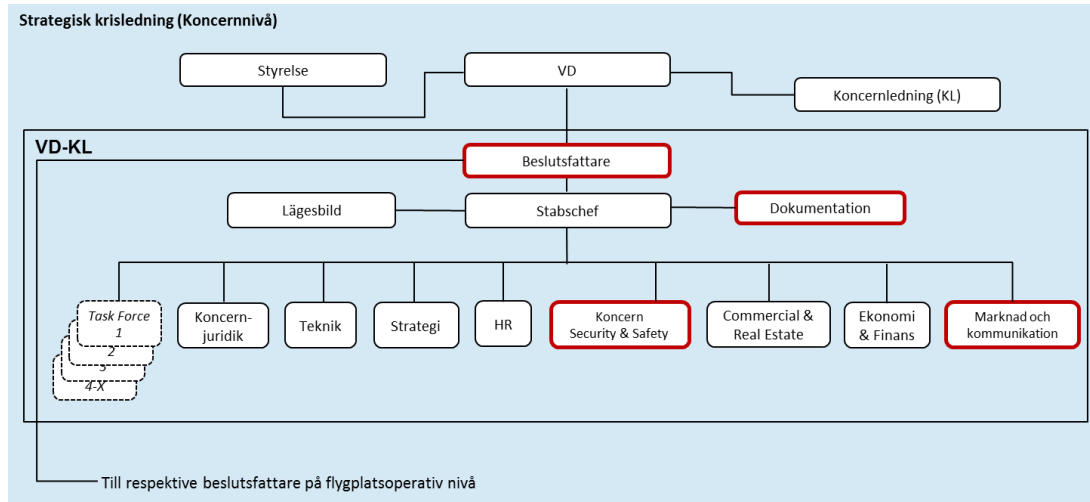 Strategisk krisledning (Koncernnivå)
Styrelse
VD
Koncernledning (KL)
VD-KL
Beslutsfattare
Lägesbild
Stabschef
Dokumentation
Task Force
1
2
3
4-X
Koncern-
juridik
Teknik
Strategi
HR
Koncern
Security & Safety
Commercial &
Real Estate
Ekonomi
& Finans
Marknad och
kommunikation
Till respektive beslutsfattare på flygplatsoperativ nivå